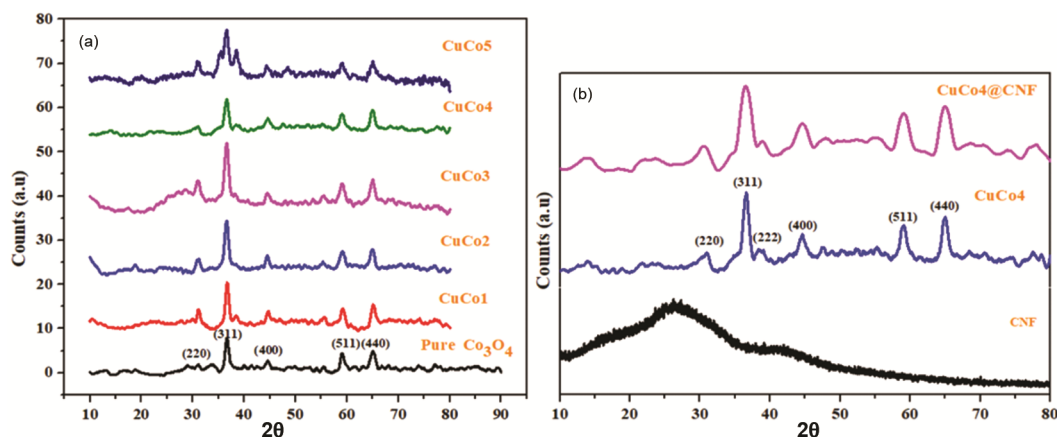 (a)
80
70
60
50
40
30
20
10
0
Counts (a.u)
CuCo5
CuCo4
CuCo3
CuCo2
CuCo1
Pure Co₃O₄
(220)
(311)
(400)
(511)
(440)
10 20 30 40 50 60 70 80 90
2θ
(b)
Counts (a.u)
CuCo4@CNF
CuCo4
(220)
(311)
(222)
(400)
(511)
(440)
CNF
10 20 30 40 50 60 70 80
2θ